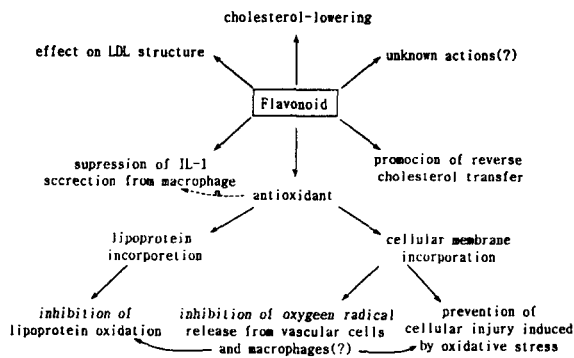 cholesterol-lowering
effect on LDL structure
unknown actions(?)
Flavonoid
supression of IL-1
sccretion from macrophage
promocion of reverse
cholesterol transfer
antioxidant
lipoprotein
incorporetion
cellular membrane
incorporation
inhibition of
lipoprotein oxidation
inhibition of oxygeen radical
release from vascular cells
and macrophages(?)
prevention of
cellular injury induced
by oxidative stress